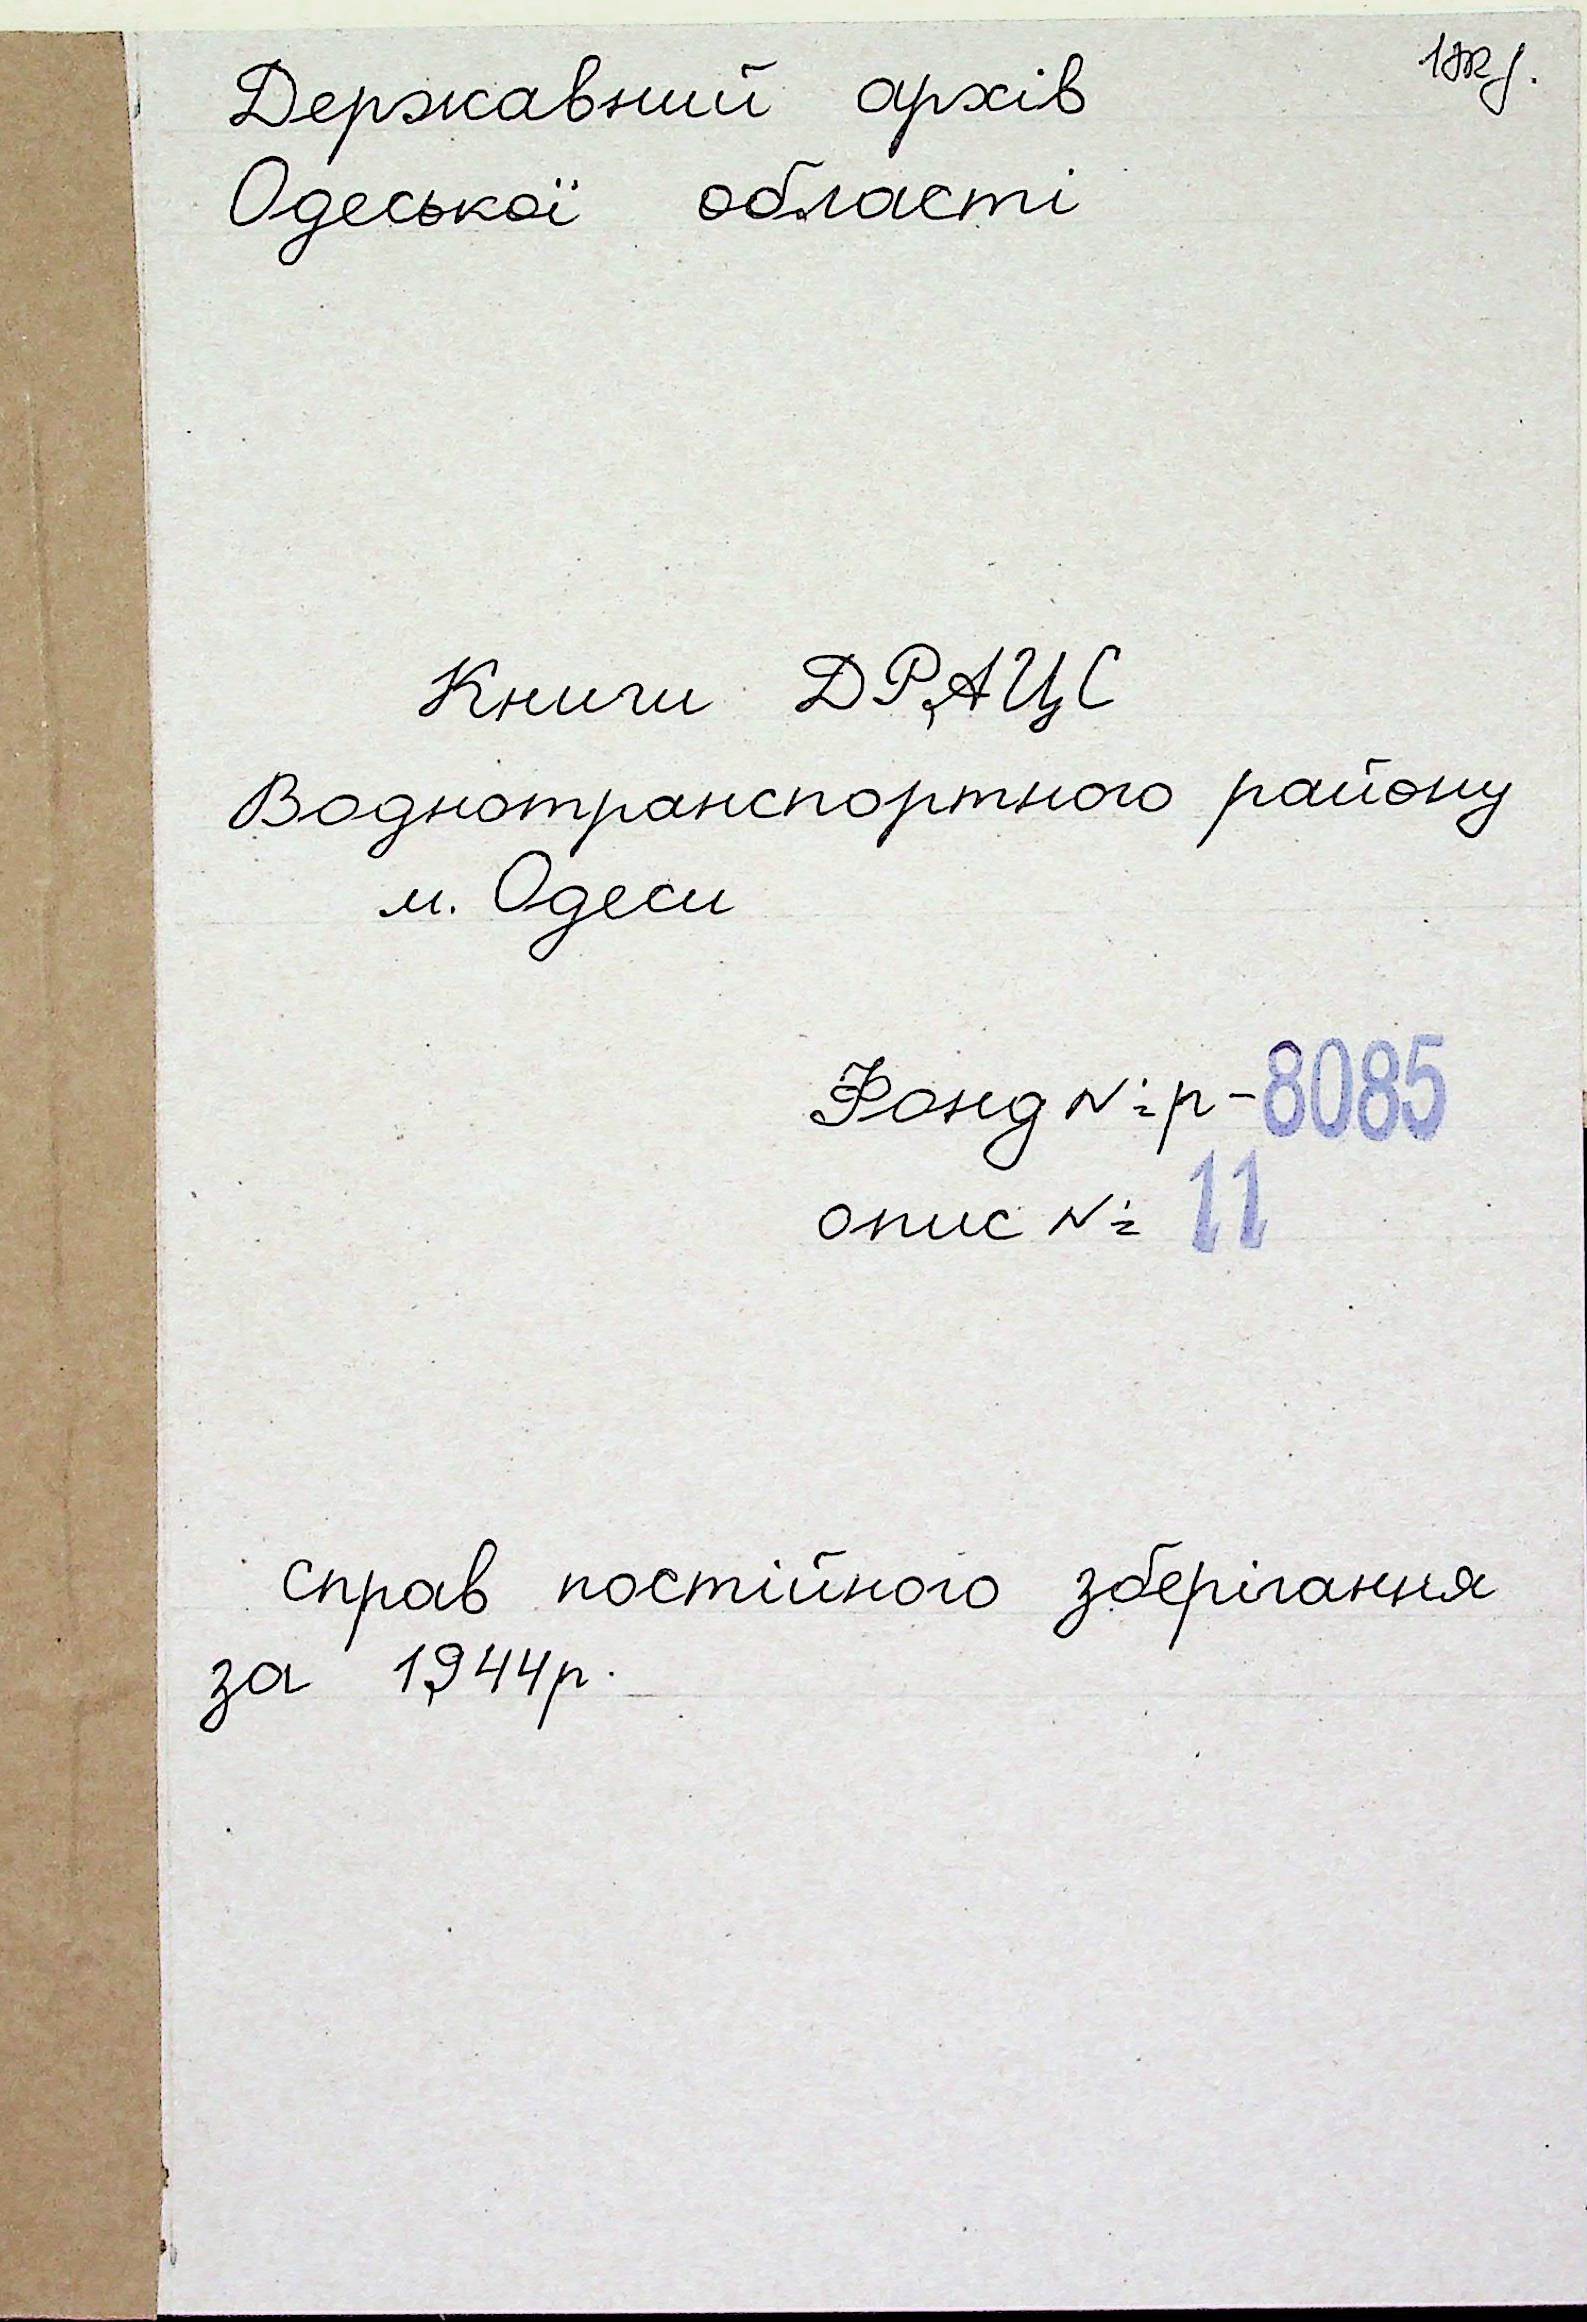 Державний архів
Одеської області
Книги ДРАЦС
Воднотранспортного району
м. Одеси
Фонд № р-8085
опис № 11
справ постійного зберігання
за 1944р.